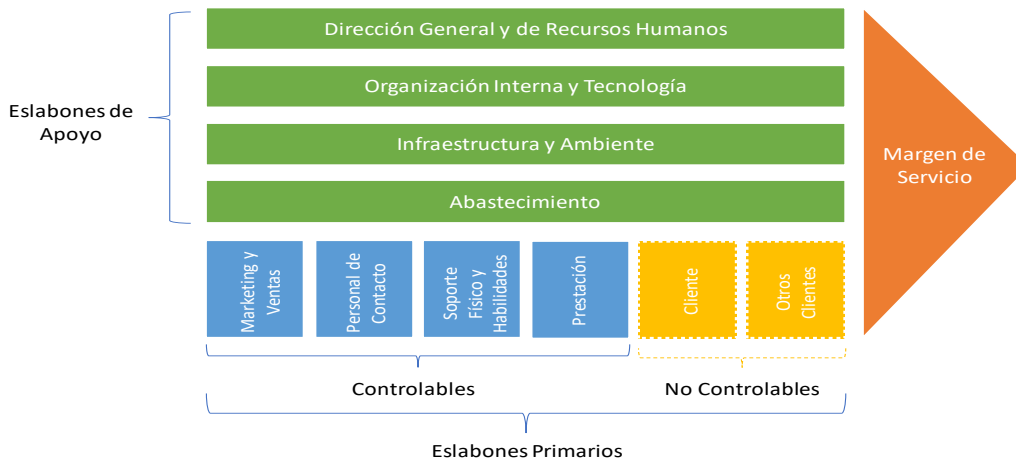 Dirección General y de Recursos Humanos
Organización Interna y Tecnología
Infraestructura y Ambiente
Abastecimiento
Eslabones de
Apoyo
Margen de
Servicio
Marketing y
Ventas
Personal de
Contacto
Soporte
Físico y
Habilidades
Prestación
Cliente
Otros
Clientes
Controlables
No Controlables
Eslabones Primarios